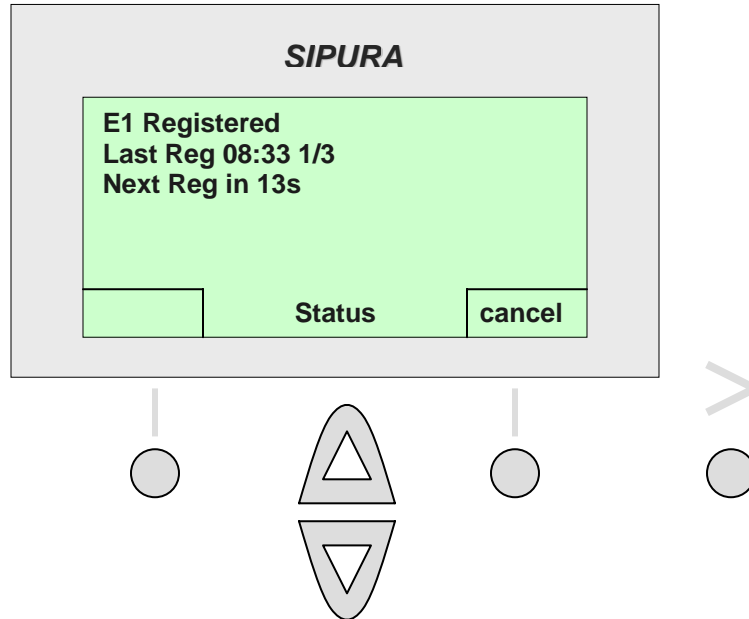 SIPURA
E1 Registered
Last Reg 08:33 1/3
Next Reg in 13s
Status
cancel
>